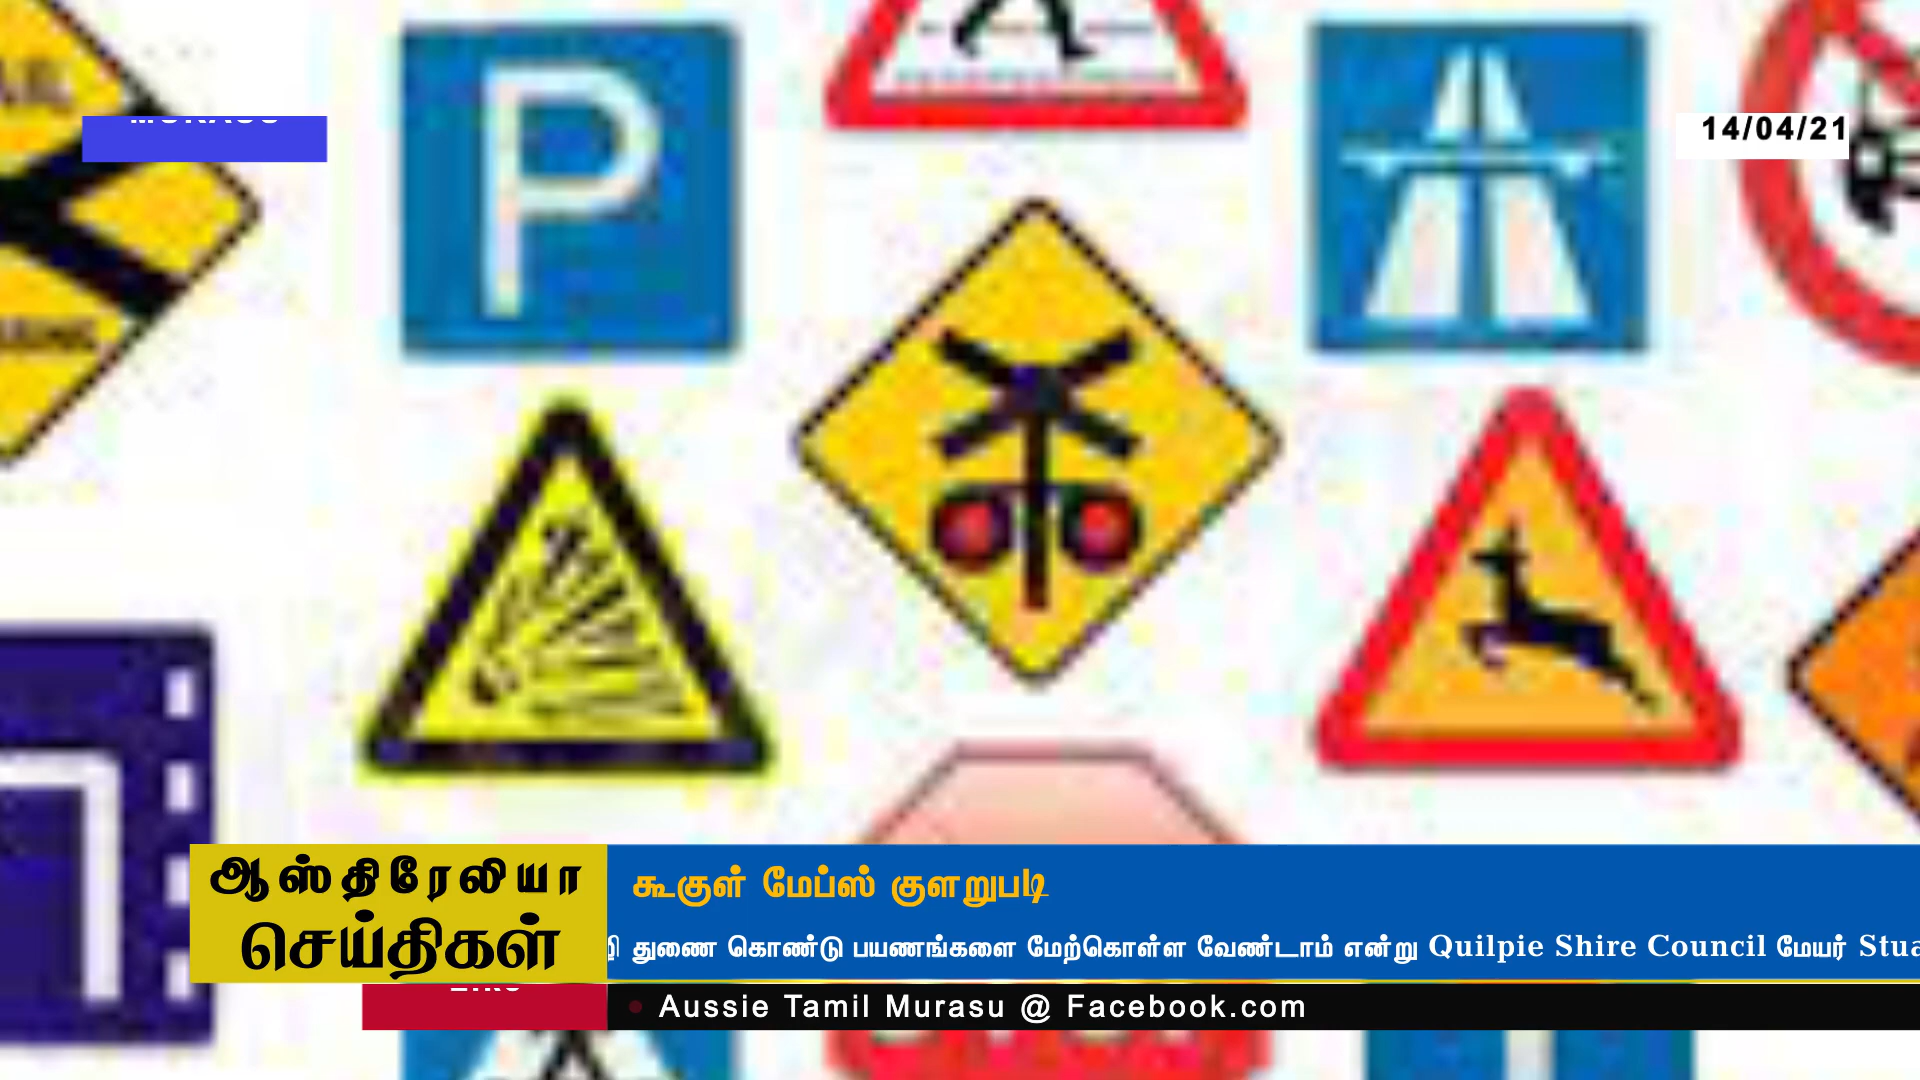 P
14/04/21
ஆஸ்திரேலியா
செய்திகள்
கூகுள் மேப்ஸ் குளறுபடி
துணை கொண்டு பயணங்களை மேற்கொள்ள வேண்டாம் என்று Quilpie Shire Council மேயர்
Aussie Tamil Murasu @ Facebook.com